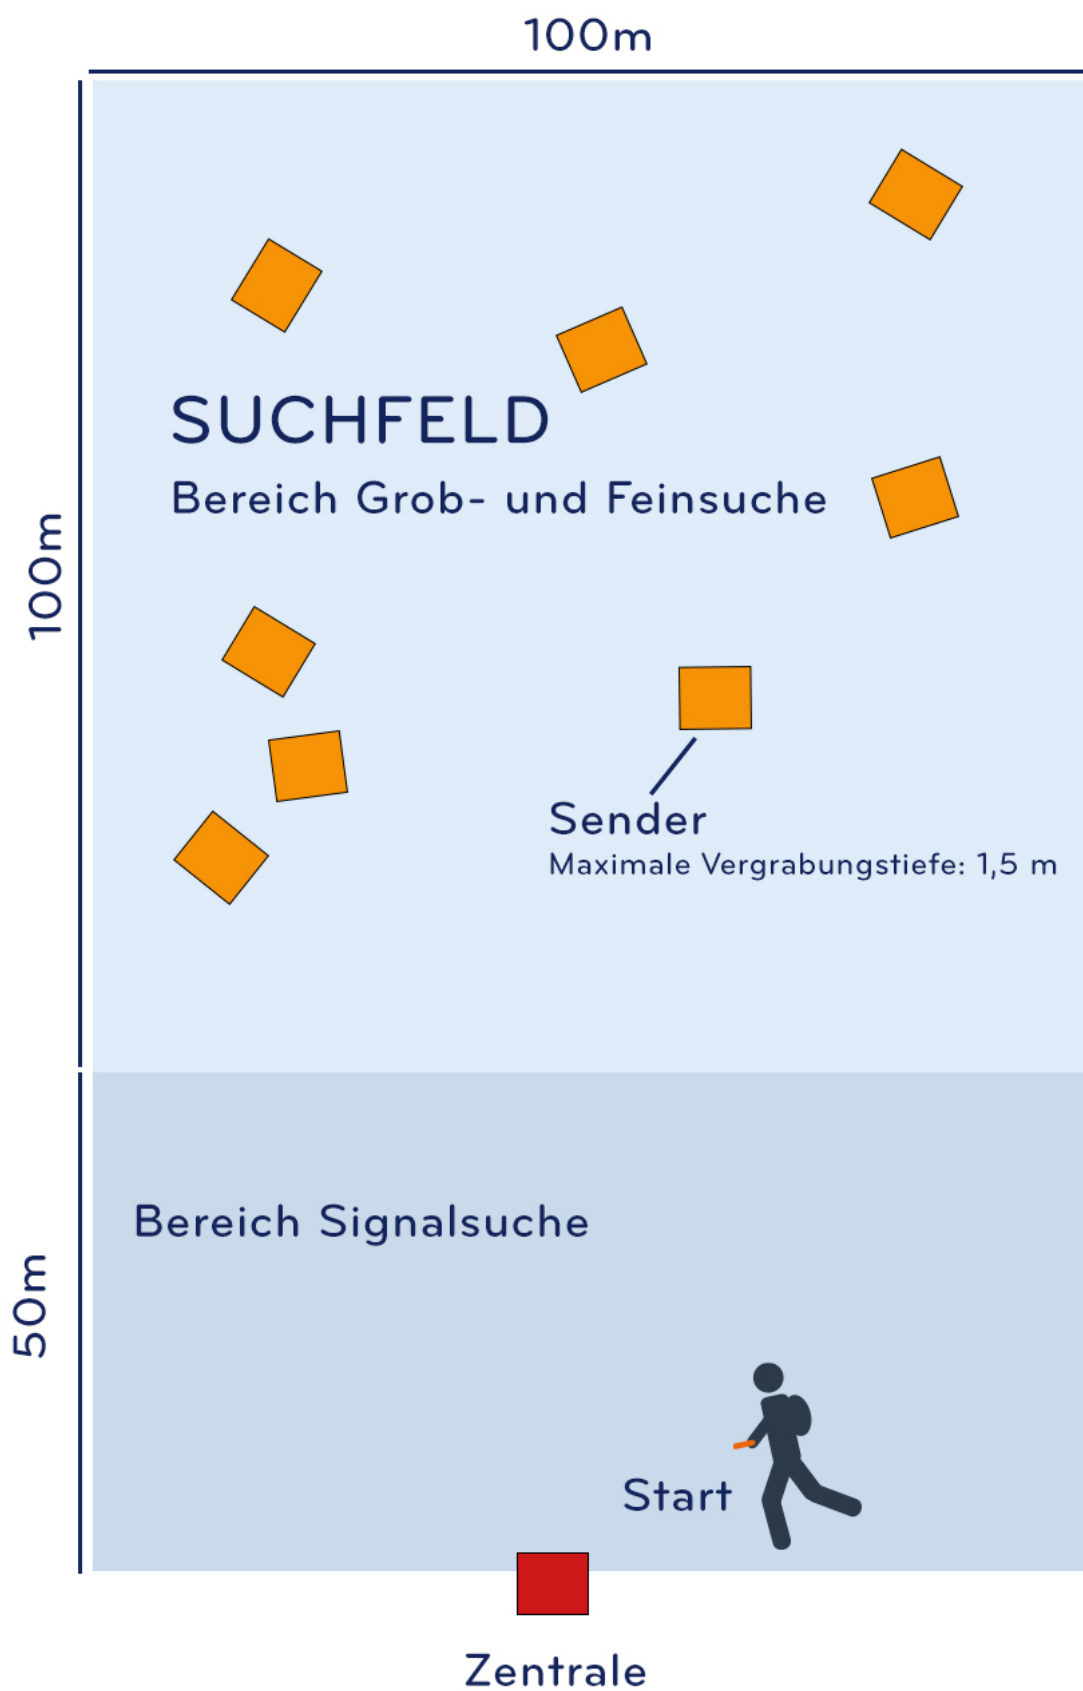 100m
SUCHFELD
Bereich Grob- und Feinsuche
100m
Sender
Maximale Vergrabungstiefe: 1,5 m
Bereich Signalsuche
50m
Start
Zentrale